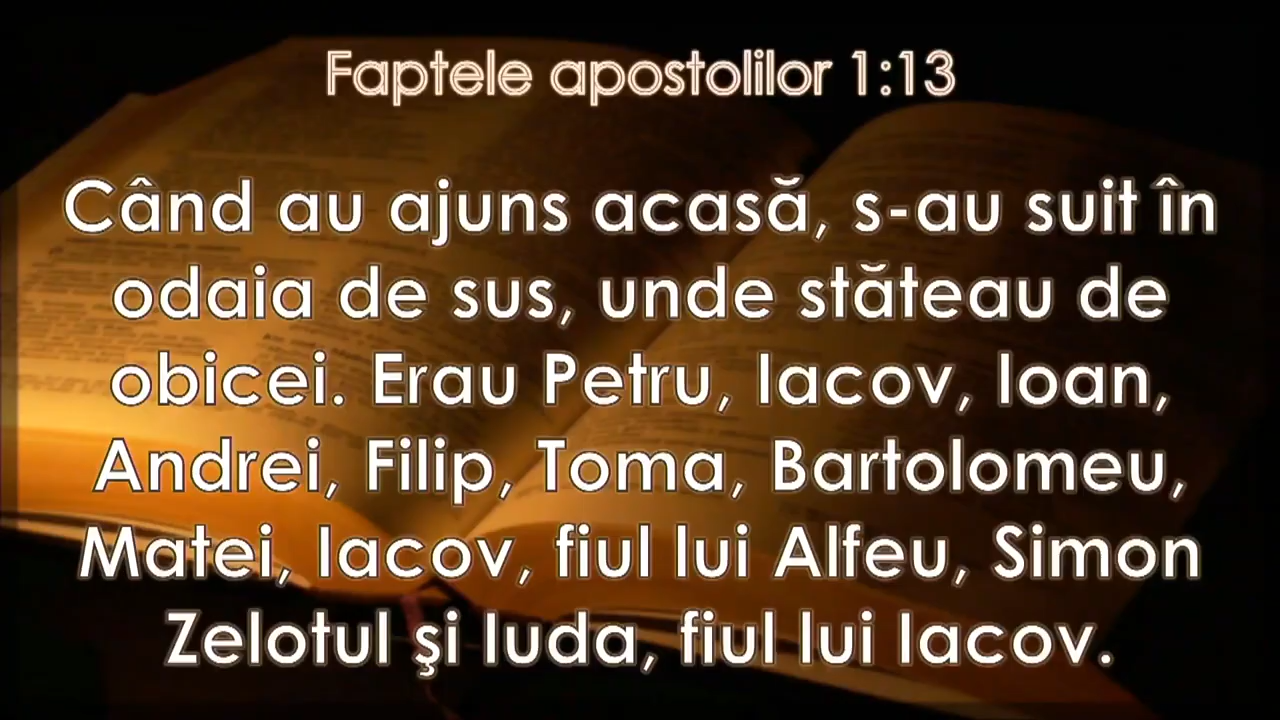 Faptele apostolilor 1:13
Când au ajuns acasă, s-au suit în
odaia de sus, unde stăteau de
obicei. Erau Petru, Iacov, Ioan,
Andrei, Filip, Toma, Bartolomeu,
Matei, Iacov, fiul lui Alfeu, Simon
Zelotul şi Iuda, fiul lui Iacov.